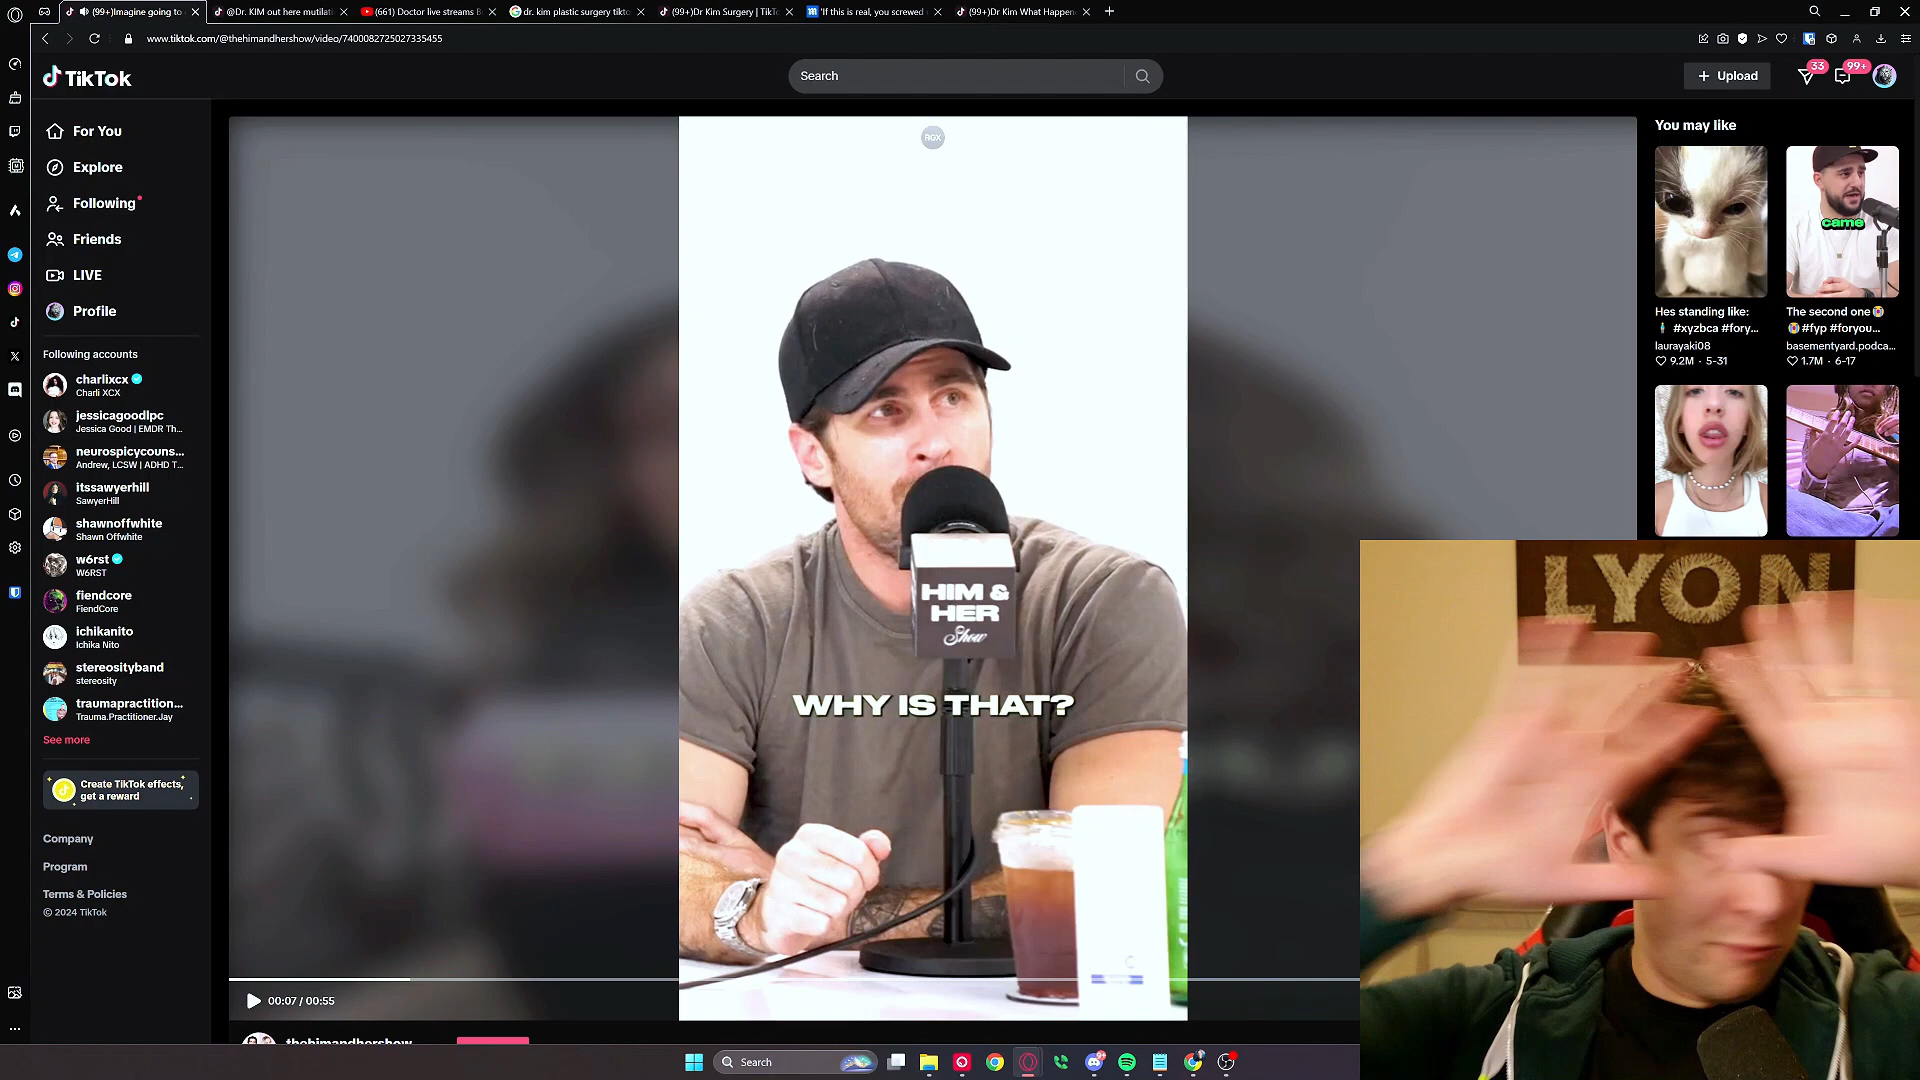 (99+)Imagine going to
@Dr. KIM out here mutilati
(661) Doctor live streams B
dr. kim plastic surgery tikto
(99+)Dr Kim Surgery | TikT
'If this is real, you screwed
(99+)Dr Kim What Happen
www.tiktok.com/@thehimandhershow/video/7400082725027335455
TikTok
Search
Upload
33
99+
For You
Explore
Following
Friends
LIVE
Profile
Following accounts
charlixcx
Charli XCX
jessicagoodlpc
Jessica Good | EMDR Th...
neurospicycouns...
Andrew, LCSW | ADHD T...
itssawyerhill
SawyerHill
shawnoffwhite
Shawn Offwhite
w6rst
W6RST
fiendcore
FiendCore
ichikanito
Ichika Nito
stereosityband
stereosity
traumapractition...
Trauma.Practitioner.Jay
See more
Create TikTok effects,
get a reward
Company
Program
Terms & Policies
© 2024 TikTok
RGX
HIM &
HER
Show
WHY IS THAT?
00:07 / 00:55
thehimandhershow
You may like
came
Hes standing like:
#xyzbca #fory...
laurayaki08
9.2M · 5-31
The second one
#fyp #foryou...
basementyard.podca...
1.7M · 6-17
LYON
Search